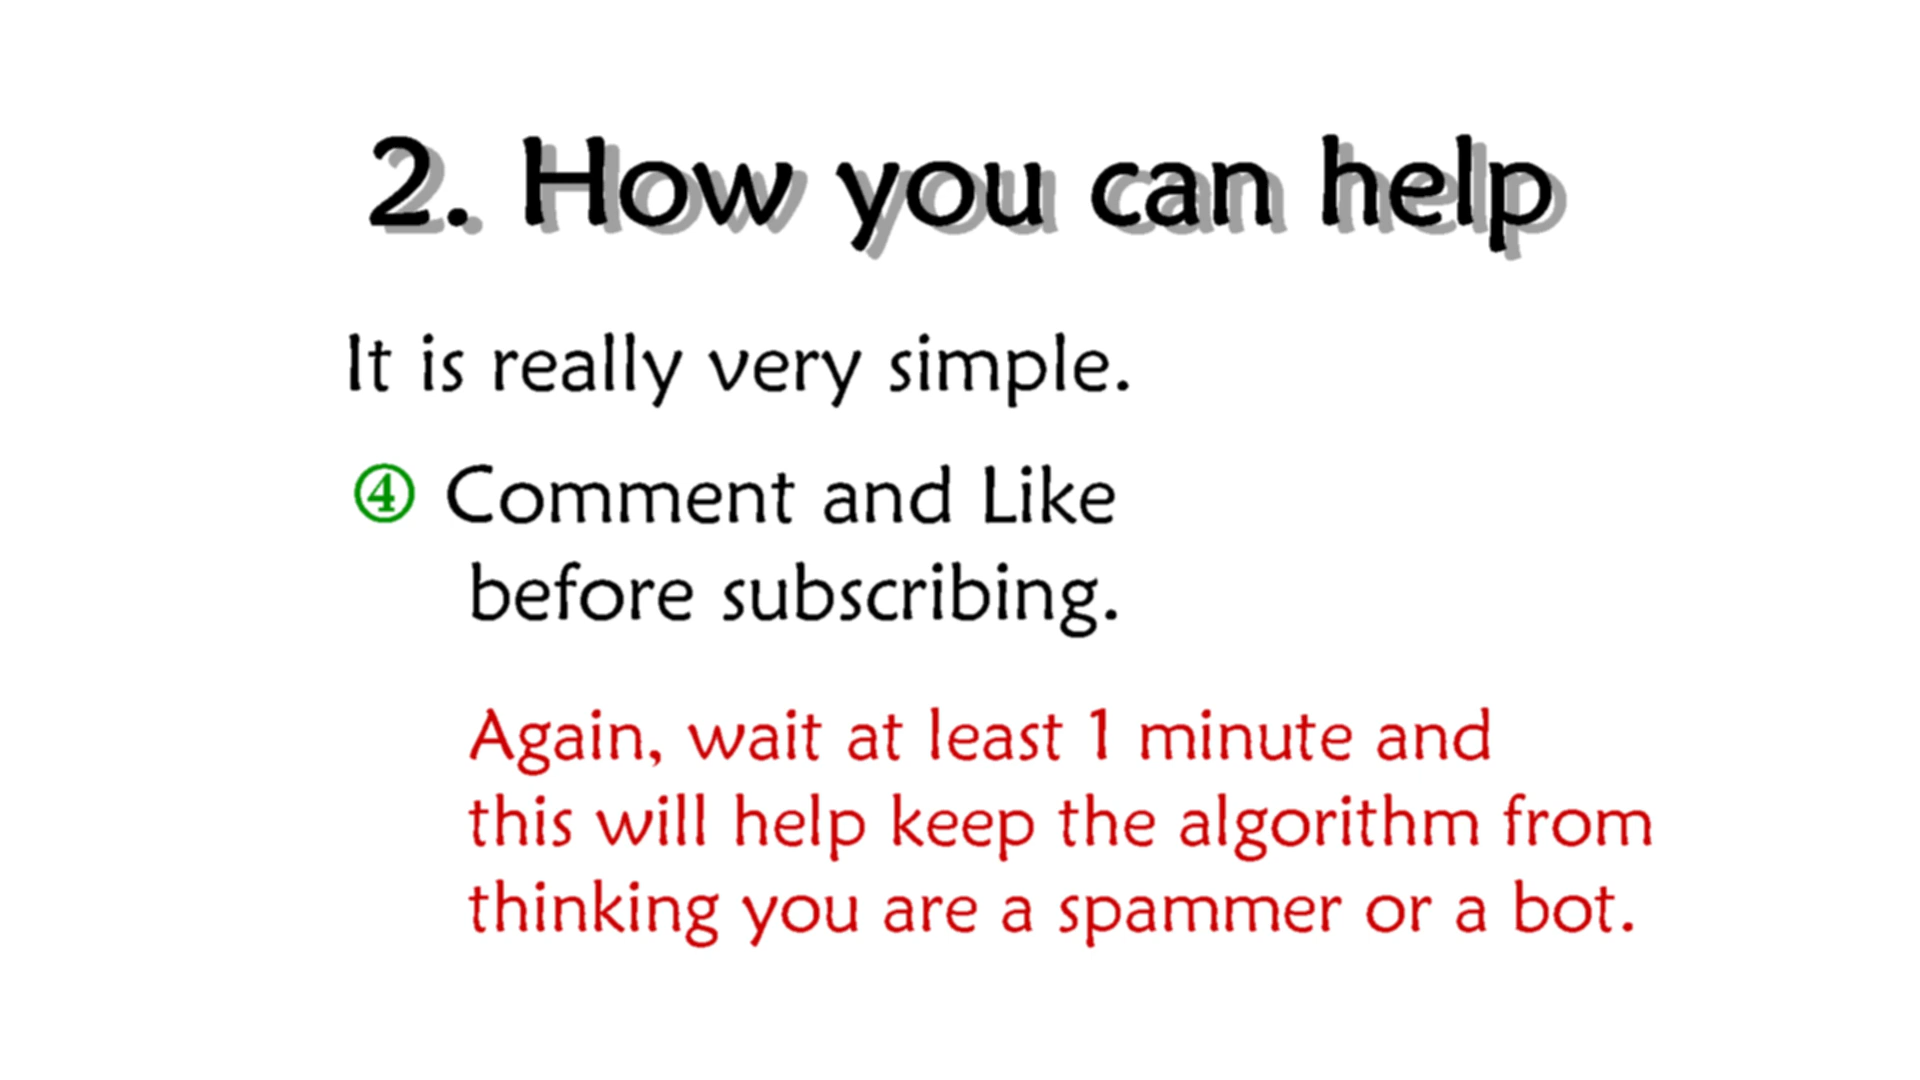 2. How you can help
It is really very simple.
④ Comment and Like
before subscribing.
Again, wait at least 1 minute and
this will help keep the algorithm from
thinking you are a spammer or a bot.